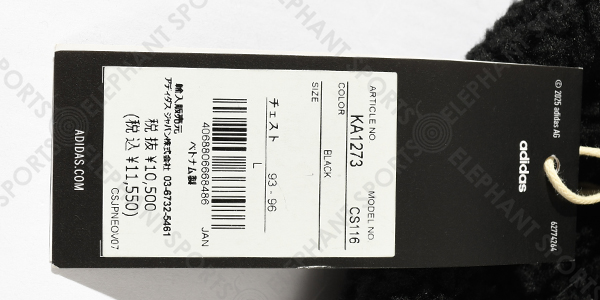 © 2025 adidas AG
adidas
62774264
ARTICLE NO. MODEL NO.
KA1273 CS116
COLOR
BLACK
SIZE
L
チェスト 93 - 96
4068806668486 JAN
ベトナム製
輸入販売元
アディダス ジャパン株式会社 03-6732-5461
税抜 ¥10,500
(税込 ¥11,550)
CSJPNEOV07
ADIDAS.COM
ELEPHANT SPORTS